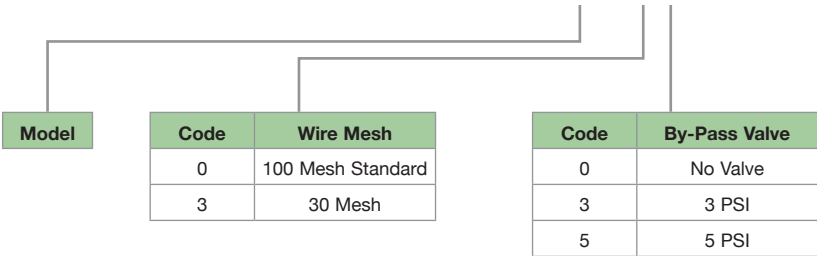 Model
Code Wire Mesh
0 100 Mesh Standard
3 30 Mesh
Code By-Pass Valve
0 No Valve
3 3 PSI
5 5 PSI